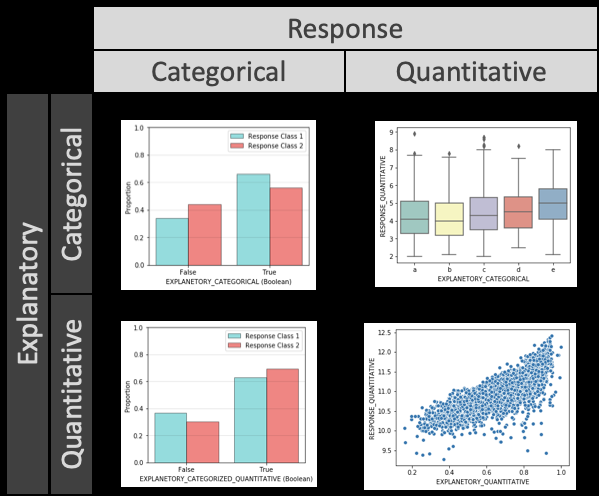 Response
Categorical
Quantitative
Explanatory
Categorical
Quantitative
1.0
0.8
0.6
0.4
0.2
0.0
Proportion
Response Class 1
Response Class 2
False
True
EXPLANETORY_CATEGORICAL (Boolean)
9
8
7
6
5
4
3
2
RESPONSE_QUANTITATIVE
a
b
c
d
e
EXPLANETORY_CATEGORICAL
1.0
0.8
0.6
0.4
0.2
0.0
Proportion
Response Class 1
Response Class 2
False
True
EXPLANETORY_CATEGORIZED_QUANTITATIVE (Boolean)
12.5
12.0
11.5
11.0
10.5
10.0
9.5
RESPONSE_QUANTITATIVE
0.2
0.4
0.6
0.8
1.0
EXPLANETORY_QUANTITATIVE